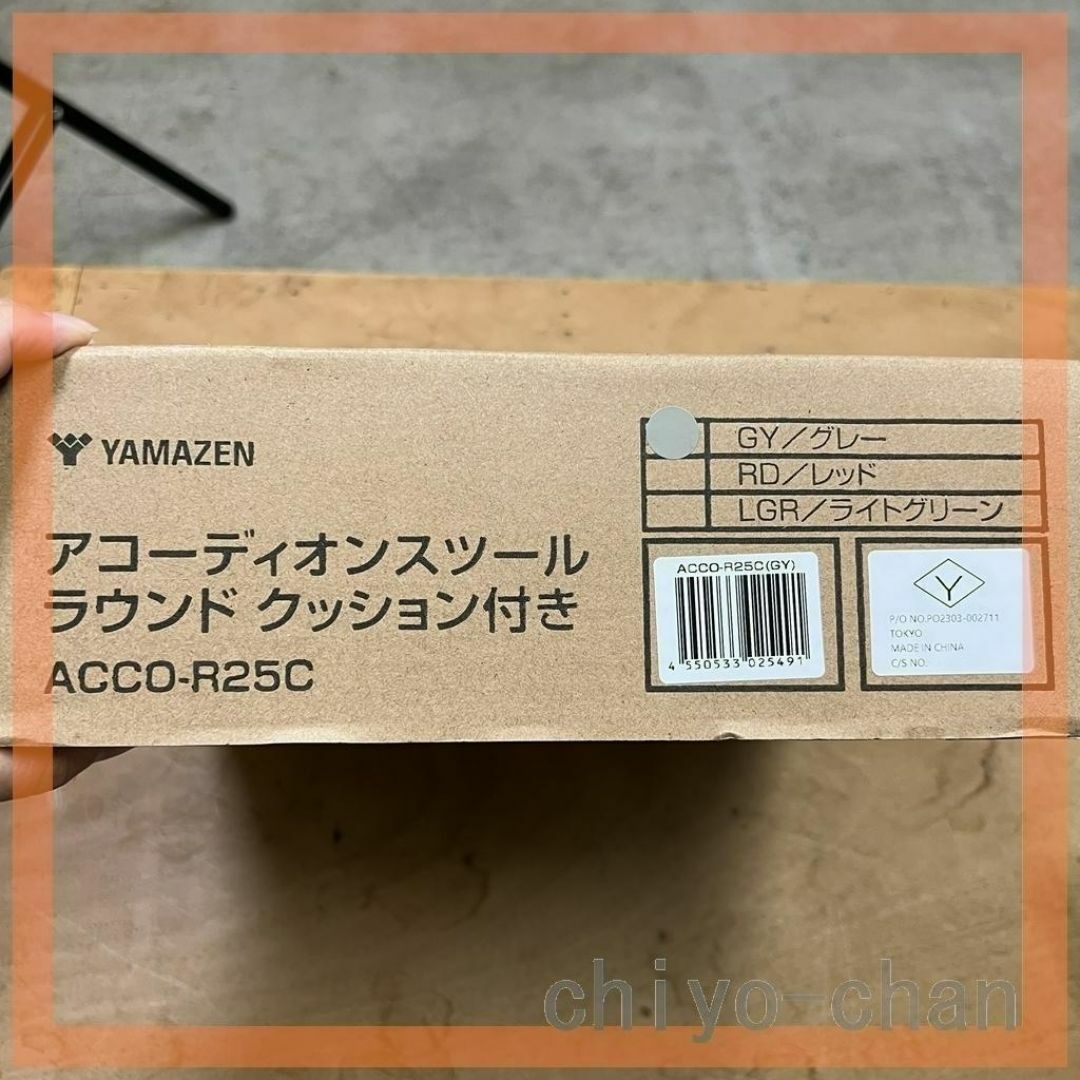 YAMAZEN
アコーディオンスツール
ラウンド クッション付き
ACCO-R25C
GY/グレー
RD/レッド
LGR/ライトグリーン
ACCO-R25C(GY)
4 550533 025491
Y
P/O NO.PO2303-002711
TOKYO
MADE IN CHINA
C/S NO.
chiyo-chan